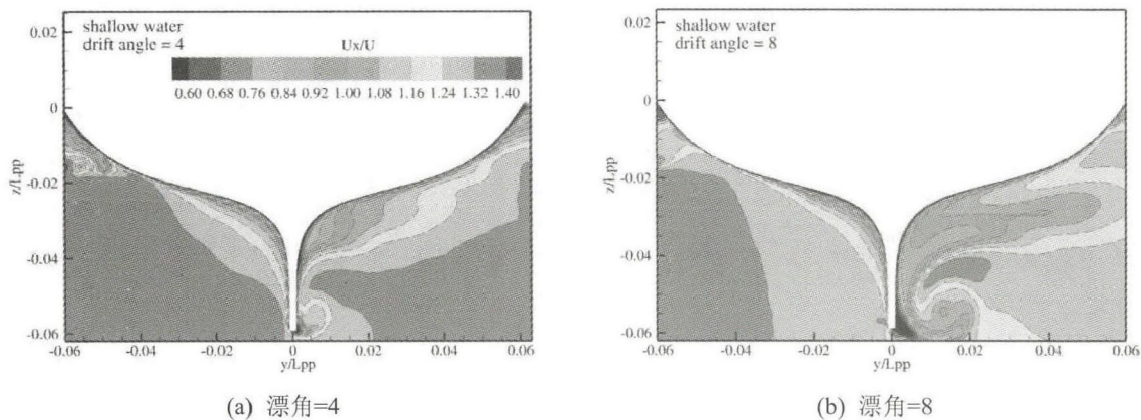 shallow water
drift angle = 4
Ux/U
0.60 0.68 0.76 0.84 0.92 1.00 1.08 1.16 1.24 1.32 1.40
0.02
0
-0.02
-0.04
-0.06
z/Lpp
-0.06 -0.04 -0.02 0 0.02 0.04 0.06
y/Lpp
(a) 漂角=4
shallow water
drift angle = 8
0.02
0
-0.02
-0.04
-0.06
z/Lpp
-0.06 -0.04 -0.02 0 0.02 0.04 0.06
y/Lpp
(b) 漂角=8